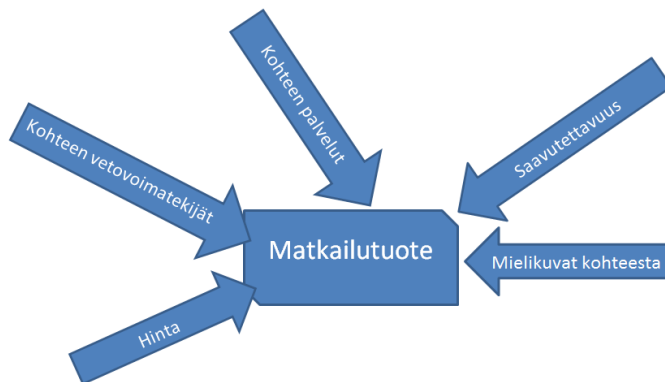 Kohteen palvelut
Saavutettavuus
Kohteen vetovoimatekijät
Matkailutuote
Mielikuvat kohteesta
Hinta